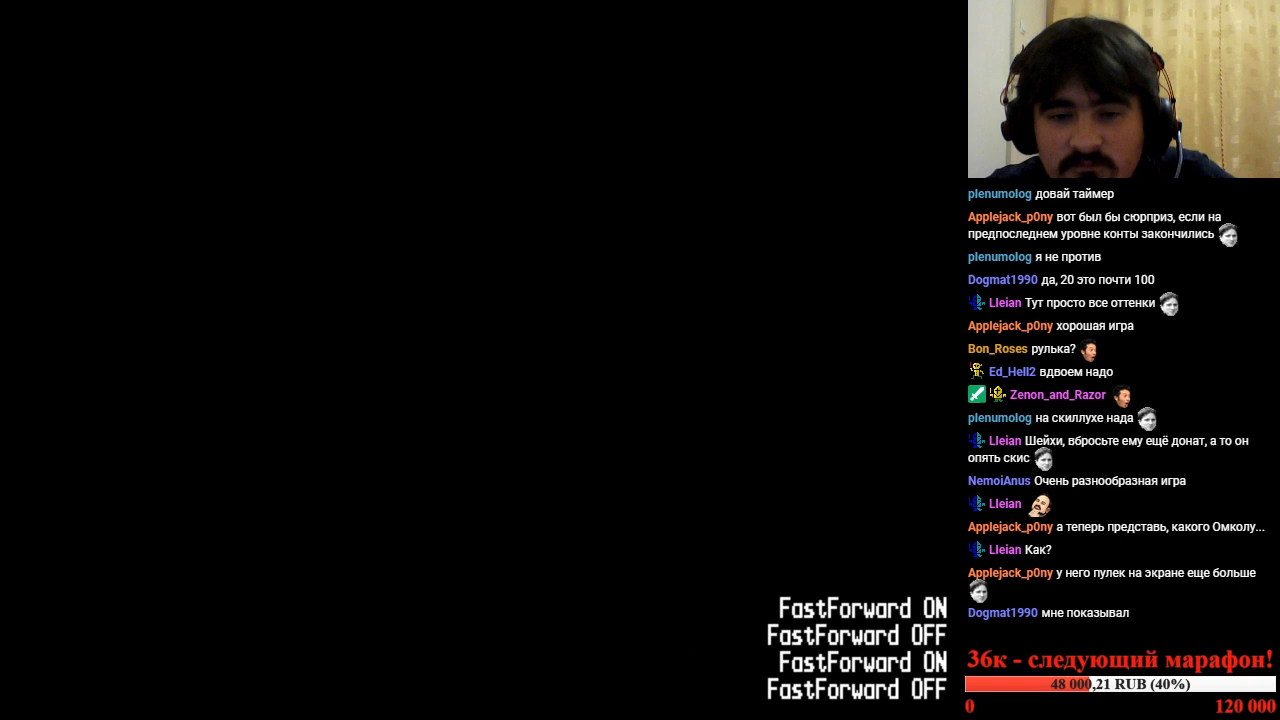 plenumolog довай таймер
Applejack_p0ny вот был бы сюрприз, если на
предпоследнем уровне конты закончились
plenumolog я не против
Dogmat1990 да, 20 это почти 100
Lleian Тут просто все оттенки
Applejack_p0ny хорошая игра
Bon_Roses рулька?
Ed_Hell2 вдвоем надо
Zenon_and_Razor
plenumolog на скиллухе нада
Lleian Шейхи, вбросьте ему ещё донат, а то он
опять скис
NemoiAnus Очень разнообразная игра
Lleian
Applejack_p0ny а теперь представь, какого Омколу...
Lleian Как?
Applejack_p0ny у него пулек на экране еще больше
Dogmat1990 мне показывал
FastForward ON
FastForward OFF
FastForward ON
FastForward OFF
36к - следующий марафон!
48 000,21 RUB (40%)
0 120 000